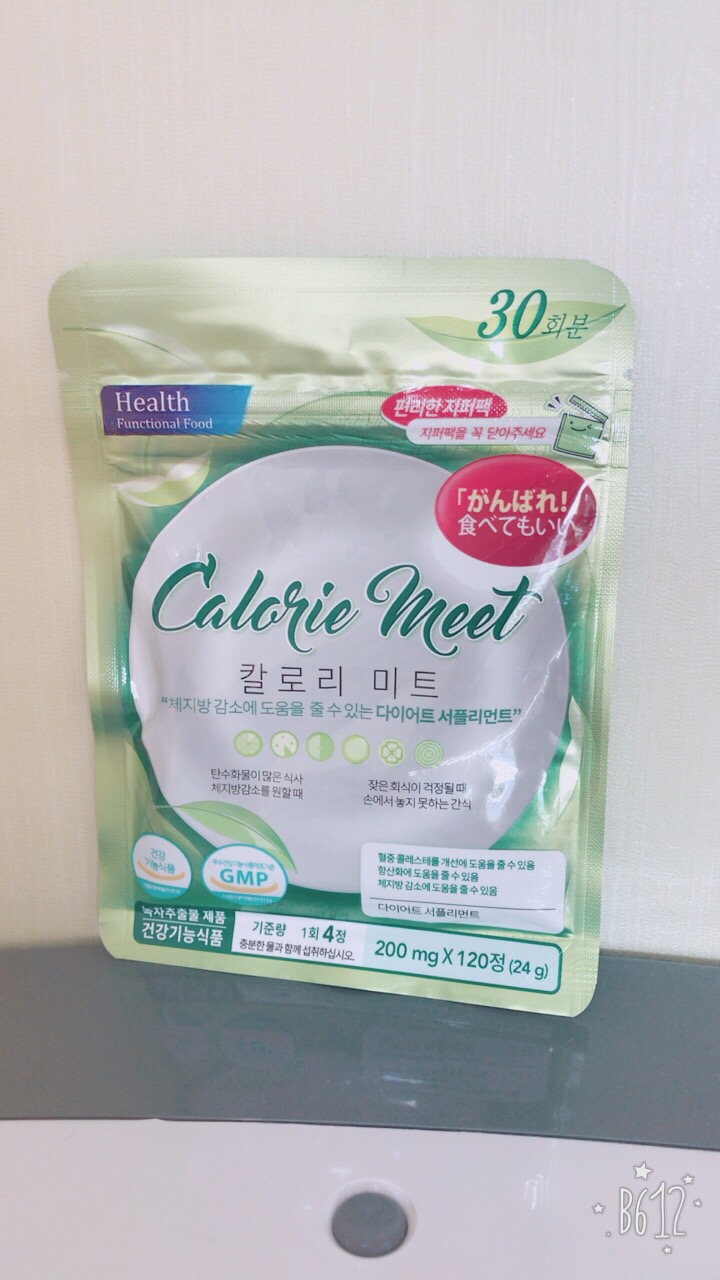 30회분
Health
Functional Food
편리한 지퍼팩
지퍼팩을 꼭 닫아주세요
「がんばれ!
食べてもいい
Calorie Meet
칼로리 미트
“체지방 감소에 도움을 줄 수 있는 다이어트 서플리먼트”
탄수화물이 많은 식사
체지방감소를 원할 때
잦은 회식이 걱정될 때
손에서 놓지 못하는 간식
건강
기능식품
GMP
혈중 콜레스테롤 개선에 도움을 줄 수 있음
항산화에 도움을 줄 수 있음
체지방 감소에 도움을 줄 수 있음
다이어트 서플리먼트
녹차추출물 제품
건강기능식품
기준량 1회 4정
충분한 물과 함께 섭취하십시오.
200 mg X 120정 (24 g)
B612